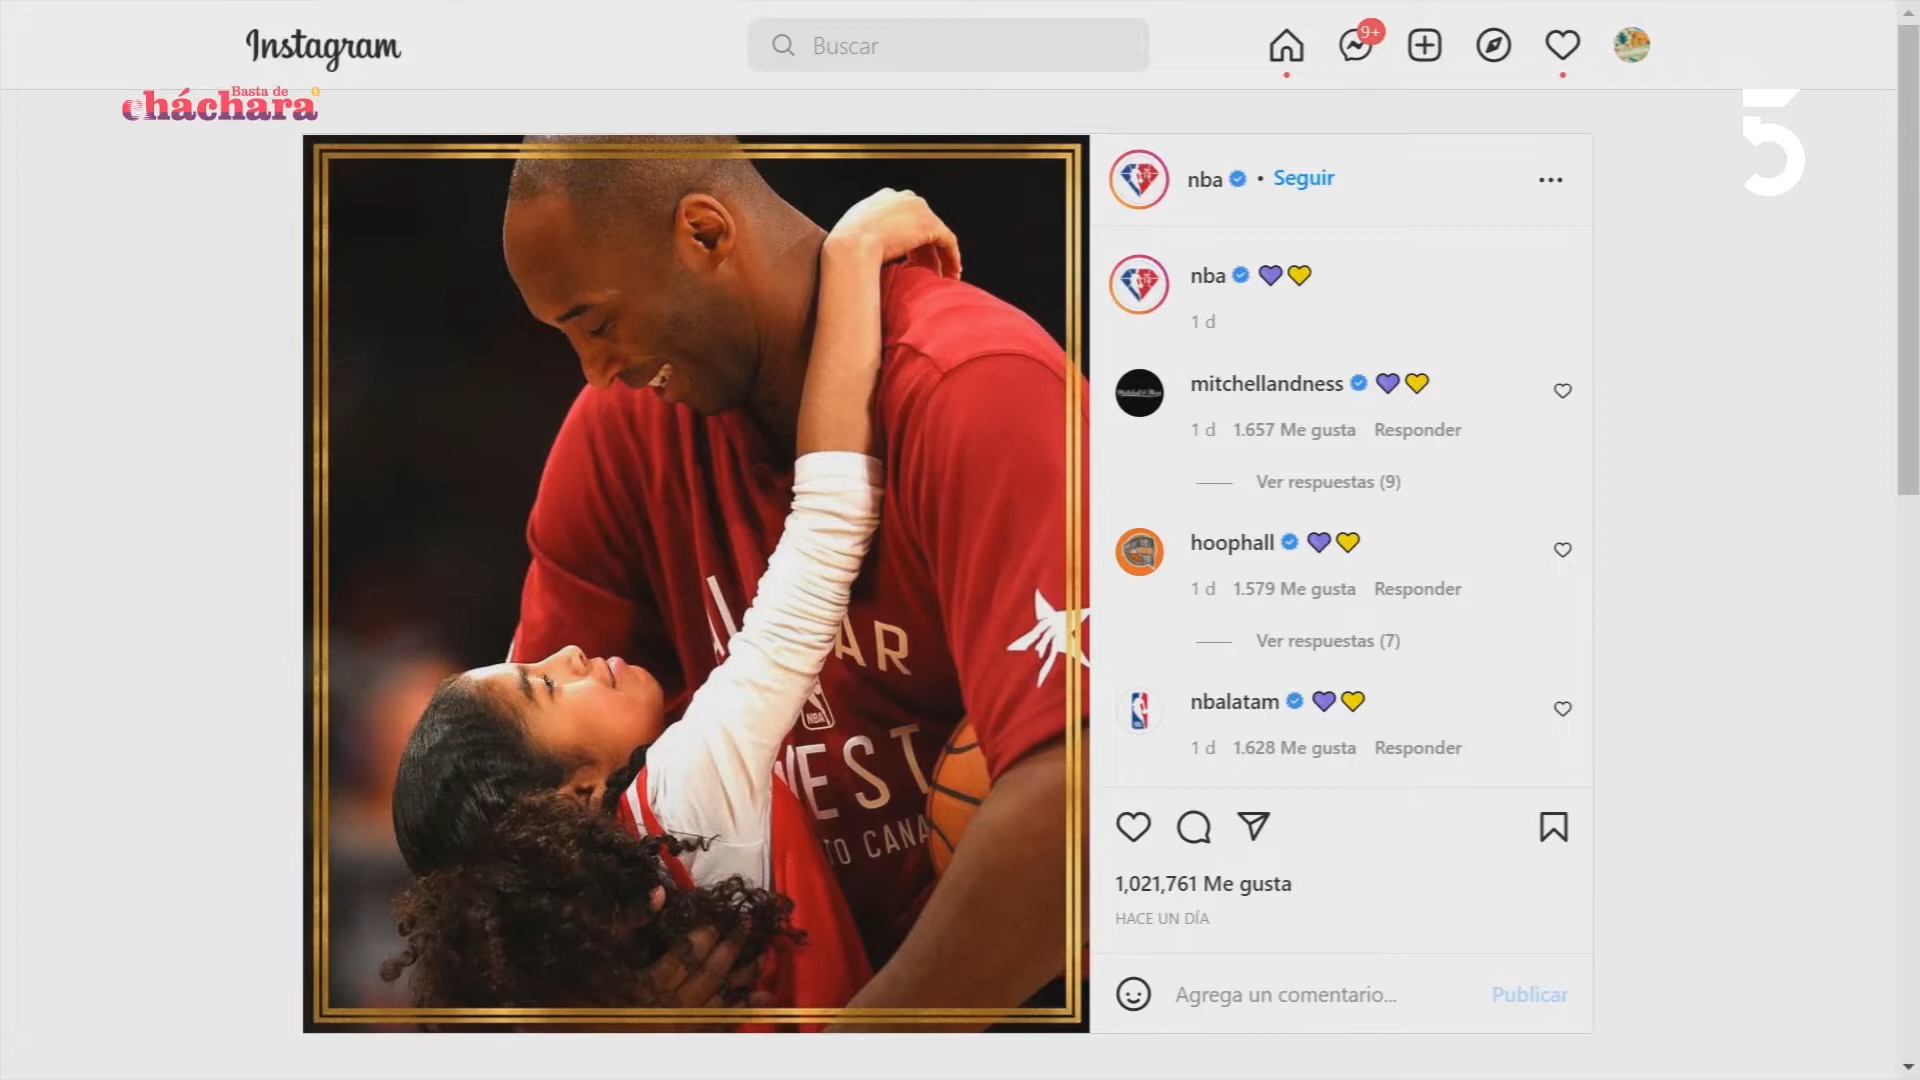 Instagram
Buscar
9+
Basta de
cháchara
5
nba • Seguir
nba 💜💛
1 d
mitchellandness 💜💛
1 d 1.657 Me gusta Responder
Ver respuestas (9)
hoophall 💜💛
1 d 1.579 Me gusta Responder
Ver respuestas (7)
nbalatam 💜💛
1 d 1.628 Me gusta Responder
AR
NBA
EST
TO CANA
1,021,761 Me gusta
HACE UN DÍA
Agrega un comentario...
Publicar